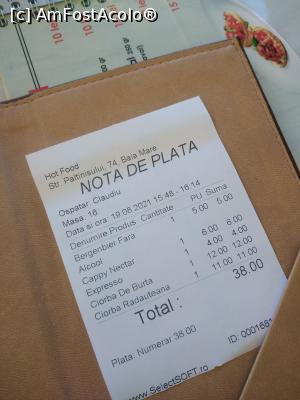 [c] AmFostAcolo®
10 lei
Hot Food
Str. Paltinisului, 74, Baia Mare
NOTA DE PLATA
Ospatar: Claudiu
Masa: 16
Data si ora: 19.08.2021 15:48 - 16:14
Denumire Produs Cantitate PU Suma
Bergenbier Fara 1 5.00 5.00
Alcool
Cappy Nectar 1 6.00 6.00
Expresso 1 4.00 4.00
Ciorba De Burta 1 12.00 12.00
Ciorba Radauteana 1 11.00 11.00
Total : 38.00
Plata: Numerar 38.00
www.SelectSOFT.ro